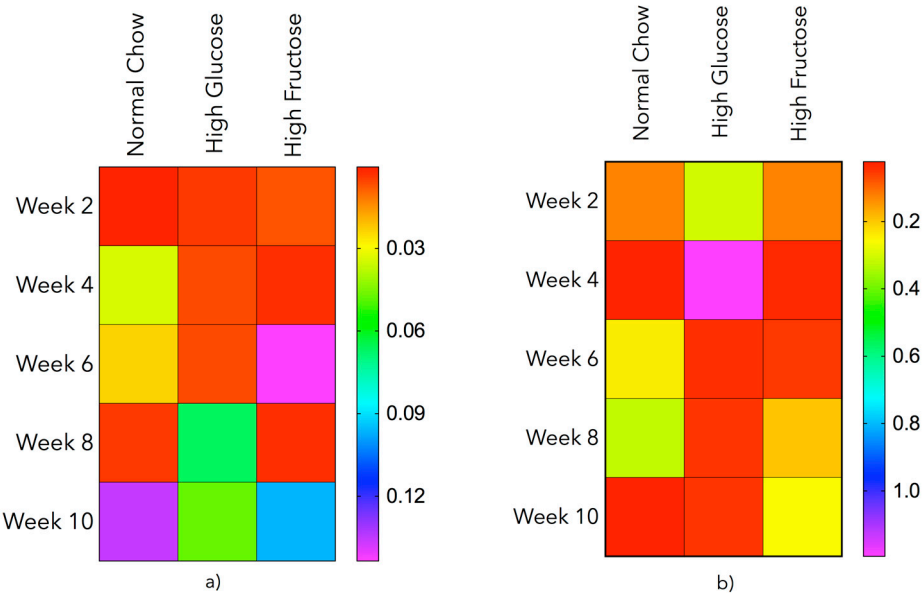 Normal Chow
High Glucose
High Fructose
Week 2
Week 4
Week 6
Week 8
Week 10
0.03
0.06
0.09
0.12
a)
Normal Chow
High Glucose
High Fructose
Week 2
Week 4
Week 6
Week 8
Week 10
0.2
0.4
0.6
0.8
1.0
b)